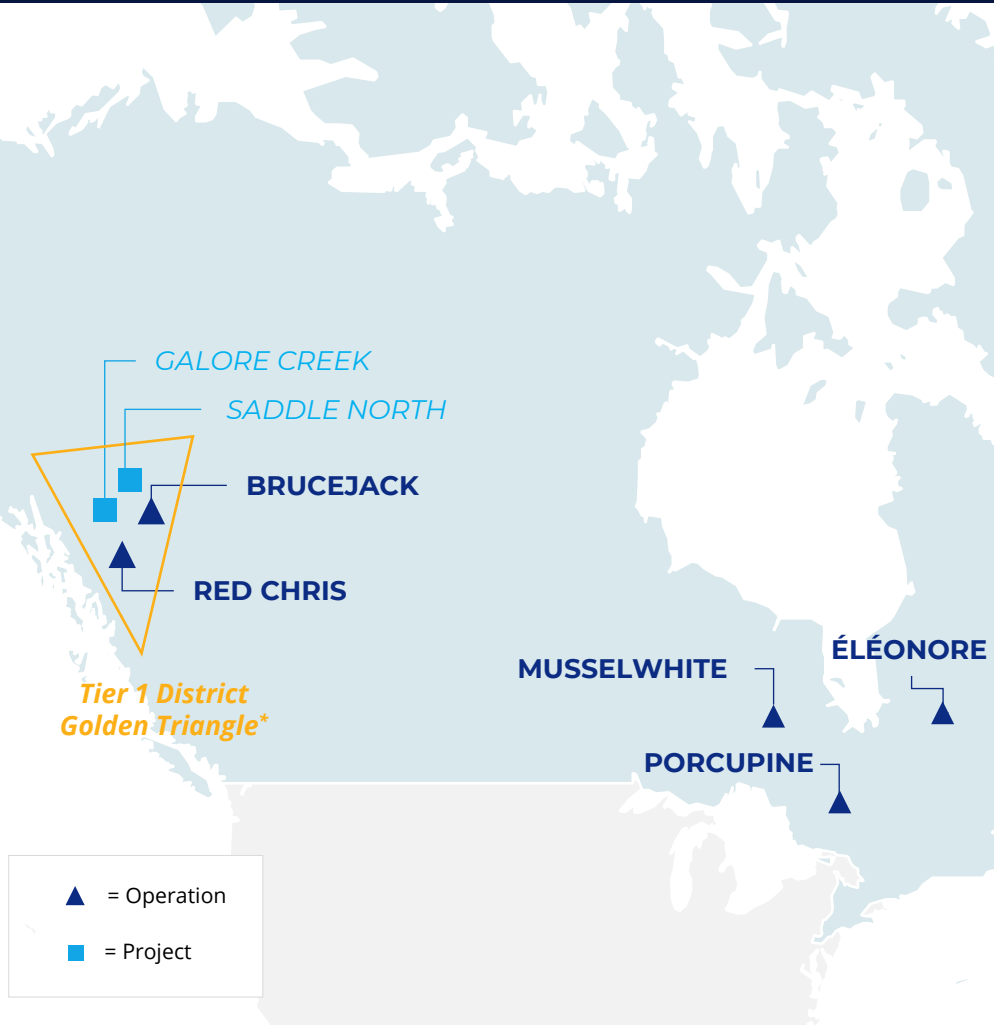 GALORE CREEK
SADDLE NORTH
BRUCEJACK
RED CHRIS
Tier 1 District
Golden Triangle*
ÉLÉONORE
MUSSELWHITE
PORCUPINE
= Operation
= Project